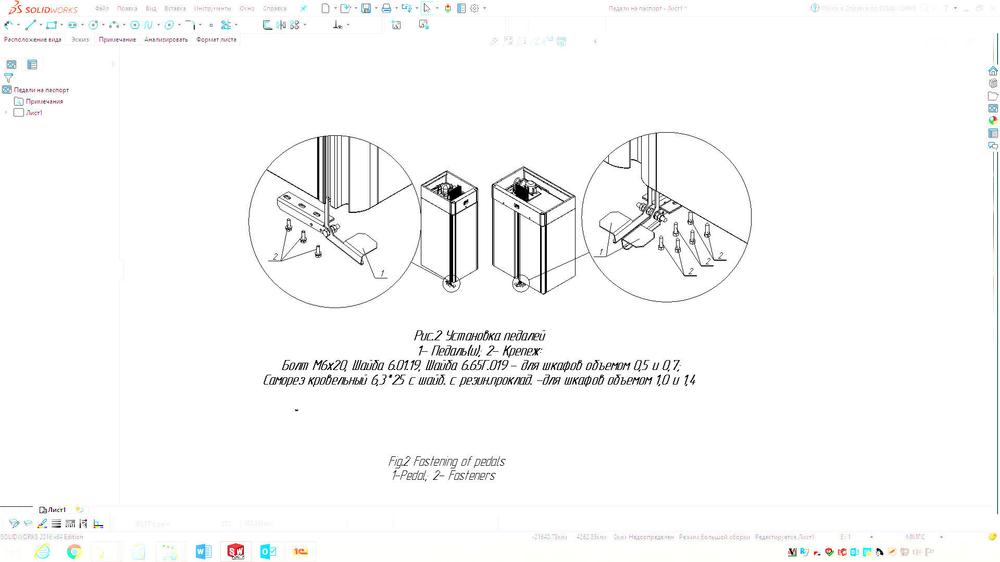 SOLIDWORKS
Файл Правка Вид Вставка Инструменты Окно Справка
Педали на паспорт - Лист1 *
Поиск в Справке по SOLIDWORKS
?
Расположение вида Эскиз Примечание Анализировать Формат листа
Педали на паспорт
Примечания
Лист1
2
1
1
2
2
2
Рис.2 Установка педалей
1- Педаль(и); 2- Крепеж:
Болт М6х20, Шайба 6.01.19, Шайба 6.65Г.019 - для шкафов объемом 0,5 и 0,7;
Саморез кровельный 6,3*25 с шайб. с резин.проклад. -для шкафов объемом 1,0 и 1,4
Fig.2 Fastening of pedals
1-Pedal; 2- Fasteners
Лист1
GOST type A 800 193.89мм
SOLIDWORKS 2016 x64 Edition
-21640.79мм 4262.85мм 0мм Недоопределен Режим большой сборки Редактируется Лист1 5 : 1 ММГС